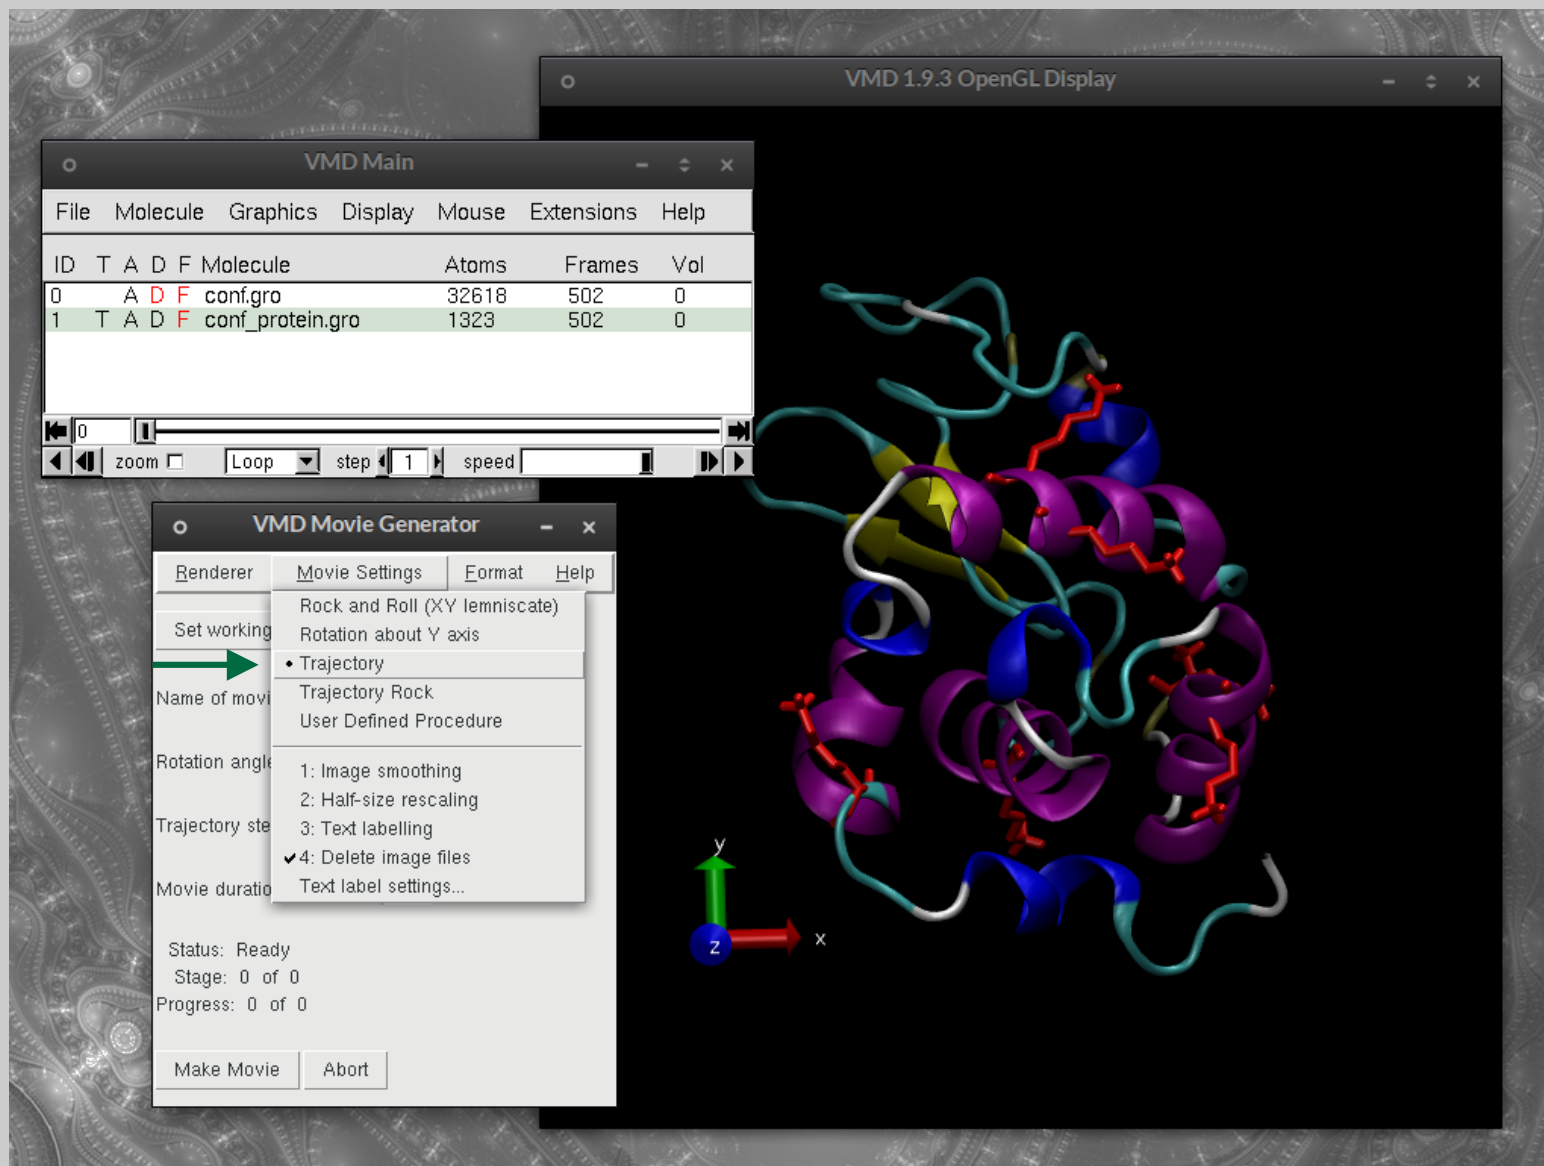 VMD 1.9.3 OpenGL Display
VMD Main
File Molecule Graphics Display Mouse Extensions Help
ID T A D F Molecule Atoms Frames Vol
0 A D F conf.gro 32618 502 0
1 T A D F conf_protein.gro 1323 502 0
0
zoom Loop step 1 speed
VMD Movie Generator
Renderer Movie Settings Format Help
Rock and Roll (XY lemniscate)
Set working
Rotation about Y axis
Trajectory
Name of movi
Trajectory Rock
User Defined Procedure
Rotation angle
1: Image smoothing
2: Half-size rescaling
Trajectory ste
3: Text labelling
4: Delete image files
Movie duratio
Text label settings...
Status: Ready
Stage: 0 of 0
Progress: 0 of 0
Make Movie Abort
y
z
x